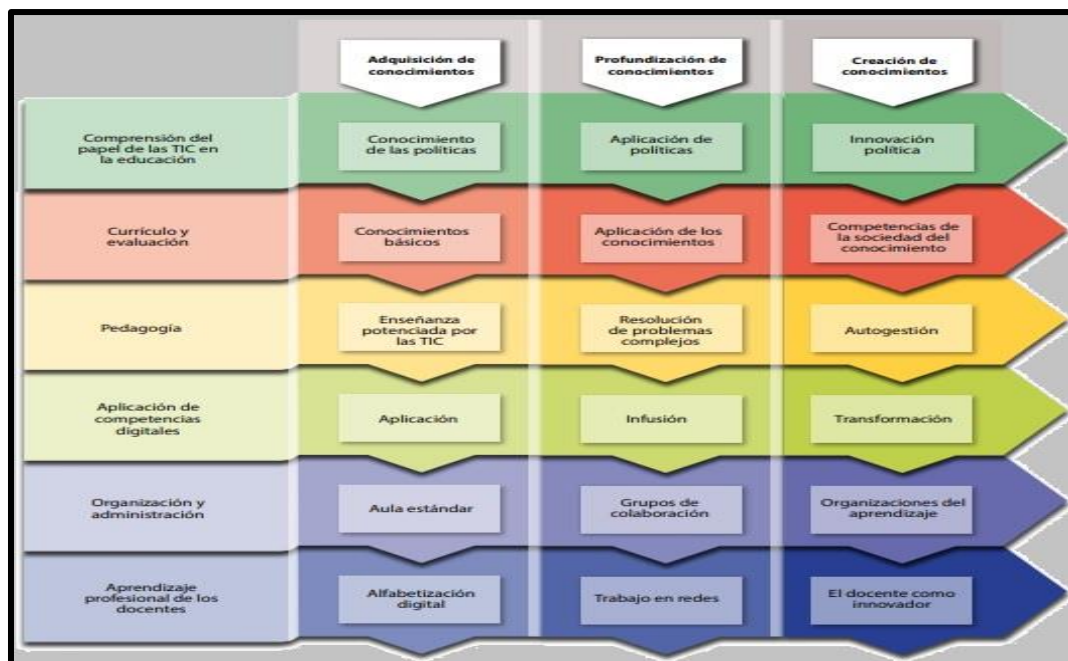 Adquisición de
conocimientos
Profundización de
conocimientos
Creación de
conocimientos
Comprensión del
papel de las TIC en
la educación
Conocimiento
de las políticas
Aplicación de
políticas
Innovación
política
Currículo y
evaluación
Conocimientos
básicos
Aplicación de los
conocimientos
Competencias de
la sociedad del
conocimiento
Pedagogía
Enseñanza
potenciada por
las TIC
Resolución
de problemas
complejos
Autogestión
Aplicación de
competencias
digitales
Aplicación
Infusión
Transformación
Organización y
administración
Aula estándar
Grupos de
colaboración
Organizaciones del
aprendizaje
Aprendizaje
profesional de los
docentes
Alfabetización
digital
Trabajo en redes
El docente como
innovador